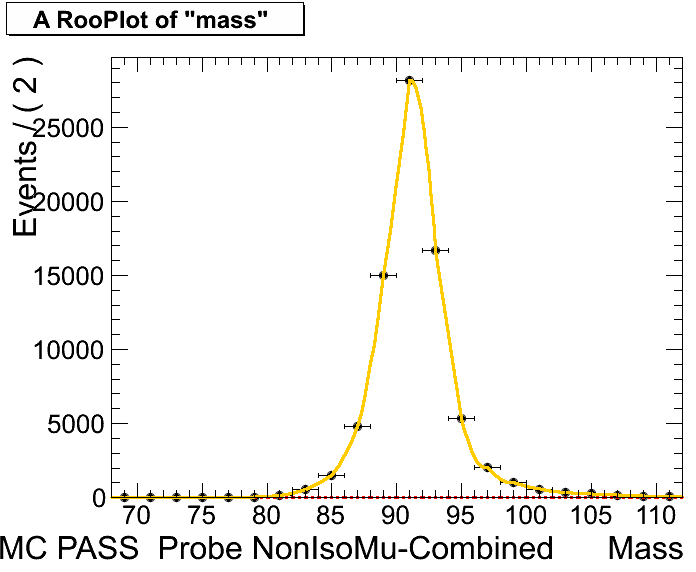 A RooPlot of "mass"
Events / ( 2 )
25000
20000
15000
10000
5000
0
70 75 80 85 90 95 100 105 110
MC PASS Probe NonIsoMu-Combined Mass